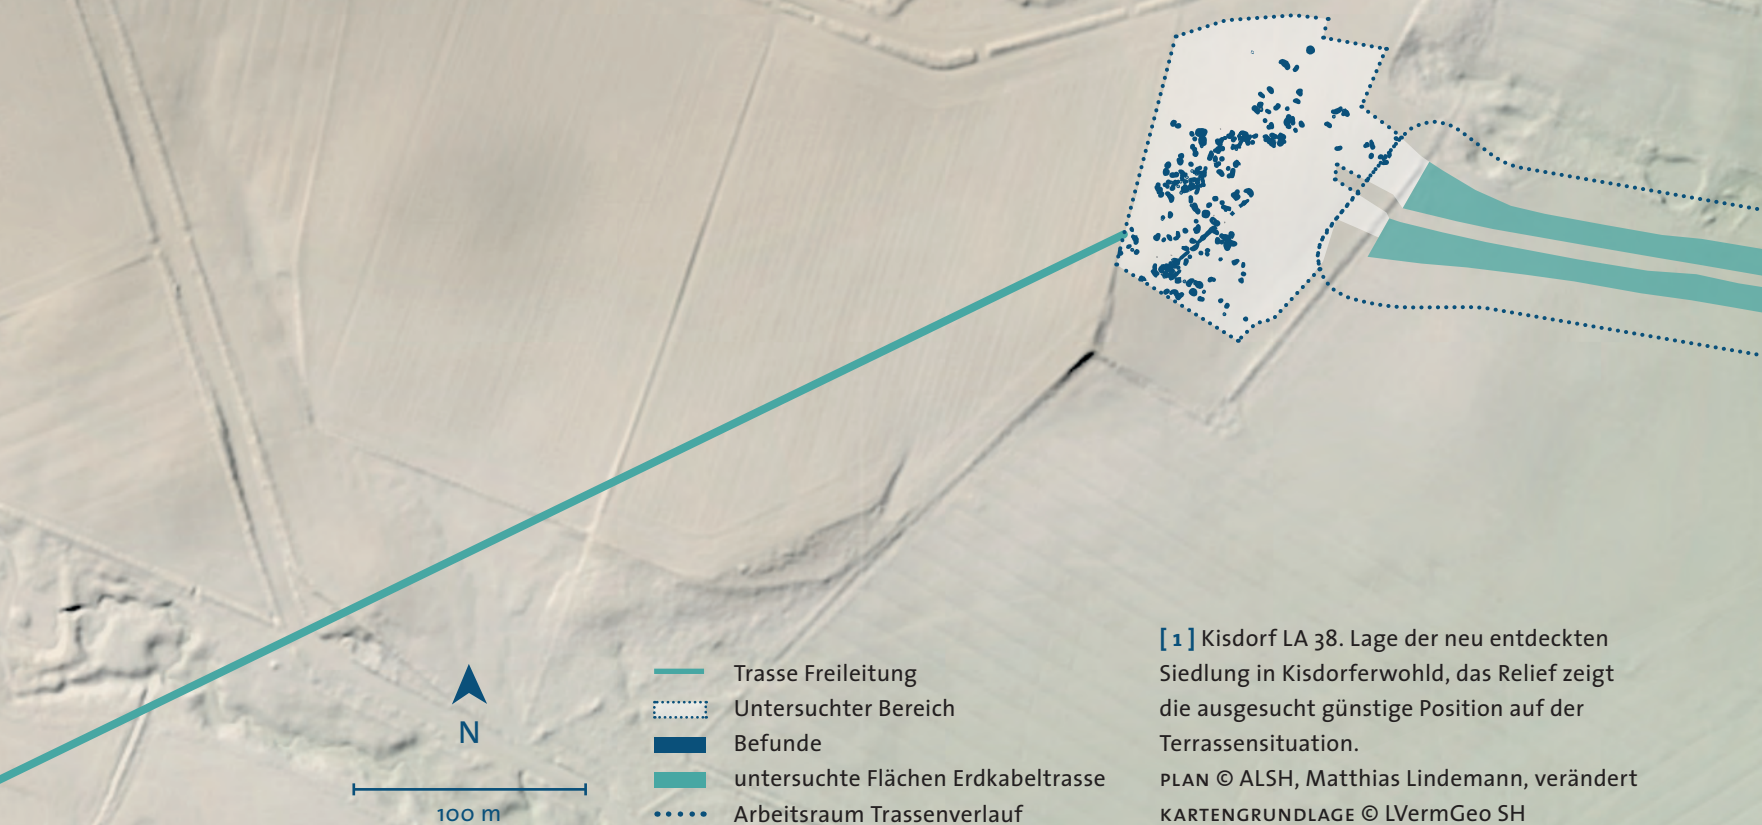 N
100 m
Trasse Freileitung
Untersuchter Bereich
Befunde
untersuchte Flächen Erdkabeltrasse
Arbeitsraum Trassenverlauf
[ 1 ] Kisdorf LA 38. Lage der neu entdeckten
Siedlung in Kisdorferwohld, das Relief zeigt
die ausgesucht günstige Position auf der
Terrassensituation.
PLAN © ALSH, Matthias Lindemann, verändert
KARTENGRUNDLAGE © LVermGeo SH